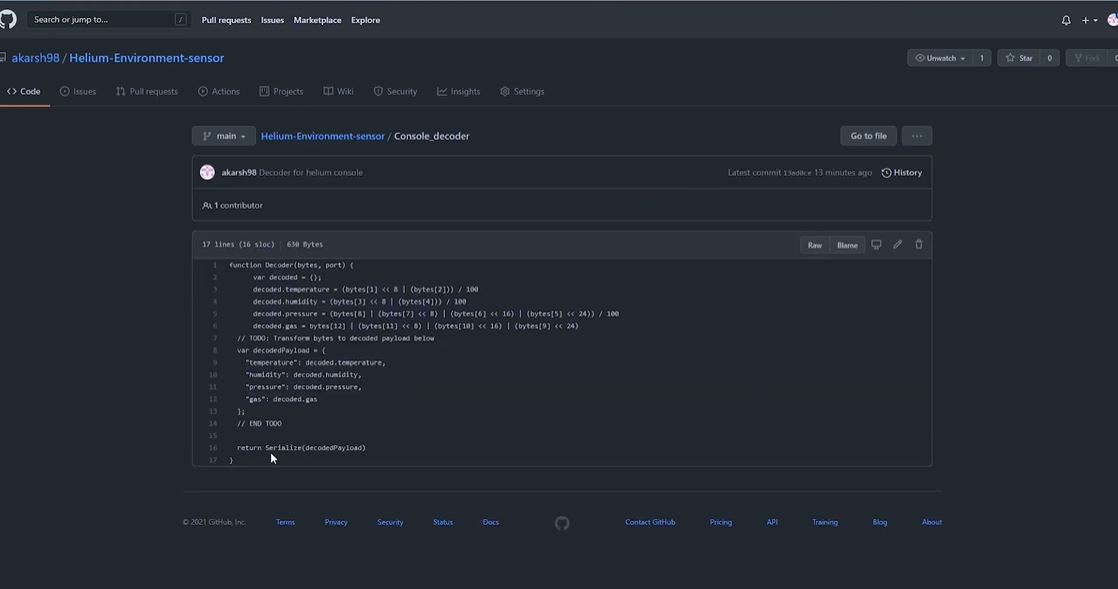 Search or jump to... /
Pull requests Issues Marketplace Explore
akarsh98 / Helium-Environment-sensor
Unwatch 1 Star 0 Fork
Code Issues Pull requests Actions Projects Wiki Security Insights Settings
main Helium-Environment-sensor / Console_decoder Go to file ...
akarsh98 Decoder for helium console Latest commit 13ad0ce 13 minutes ago History
1 contributor
17 lines (16 sloc) 630 Bytes Raw Blame
1 function Decoder(bytes, port) {
2 var decoded = {};
3 decoded.temperature = (bytes[1] << 8 | (bytes[2])) / 100
4 decoded.humidity = (bytes[3] << 8 | (bytes[4])) / 100
5 decoded.pressure = (bytes[8] | (bytes[7] << 8) | (bytes[6] << 16) | (bytes[5] << 24)) / 100
6 decoded.gas = bytes[12] | (bytes[11] << 8) | (bytes[10] << 16) | (bytes[9] << 24)
7 // TODO: Transform bytes to decoded payload below
8 var decodedPayload = {
9 "temperature": decoded.temperature,
10 "humidity": decoded.humidity,
11 "pressure": decoded.pressure,
12 "gas": decoded.gas
13 };
14 // END TODO
15
16 return Serialize(decodedPayload)
17 }
© 2021 GitHub, Inc. Terms Privacy Security Status Docs Contact GitHub Pricing API Training Blog About